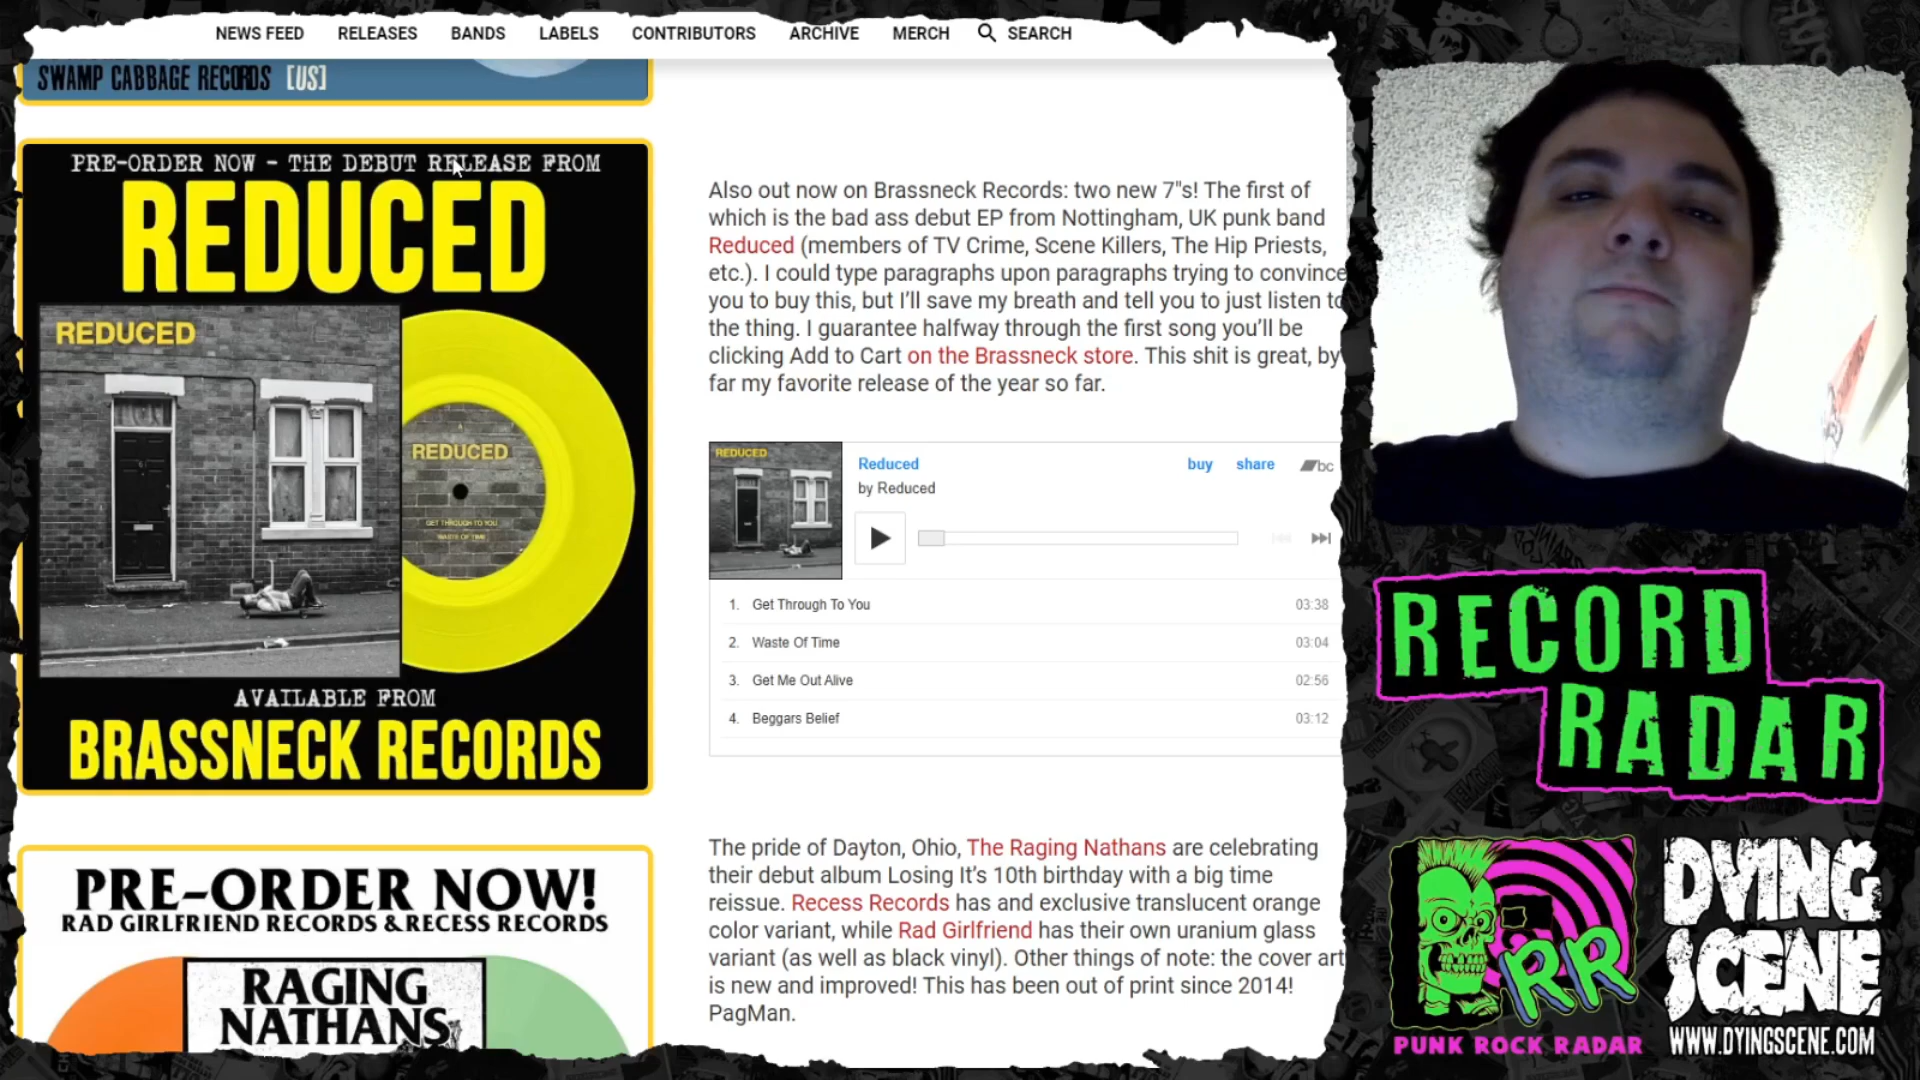 NEWS FEED RELEASES BANDS LABELS CONTRIBUTORS ARCHIVE MERCH SEARCH
SWAMP CABBAGE RECORDS [US]
PRE-ORDER NOW - THE DEBUT RELEASE FROM
REDUCED
REDUCED
REDUCED
GET THROUGH TO YOU
WASTE OF TIME
AVAILABLE FROM
BRASSNECK RECORDS
PRE-ORDER NOW!
RAD GIRLFRIEND RECORDS & RECESS RECORDS
RAGING
NATHANS
Also out now on Brassneck Records: two new 7"s! The first of
which is the bad ass debut EP from Nottingham, UK punk band
Reduced (members of TV Crime, Scene Killers, The Hip Priests,
etc.). I could type paragraphs upon paragraphs trying to convince
you to buy this, but I'll save my breath and tell you to just listen to
the thing. I guarantee halfway through the first song you'll be
clicking Add to Cart on the Brassneck store. This shit is great, by
far my favorite release of the year so far.
REDUCED
Reduced buy share bc
by Reduced
1. Get Through To You 03:38
2. Waste Of Time 03:04
3. Get Me Out Alive 02:56
4. Beggars Belief 03:12
The pride of Dayton, Ohio, The Raging Nathans are celebrating
their debut album Losing It's 10th birthday with a big time
reissue. Recess Records has and exclusive translucent orange
color variant, while Rad Girlfriend has their own uranium glass
variant (as well as black vinyl). Other things of note: the cover art
is new and improved! This has been out of print since 2014!
PagMan.
RECORD
RADAR
RR
PUNK ROCK RADAR
DYING
SCENE
WWW.DYINGSCENE.COM